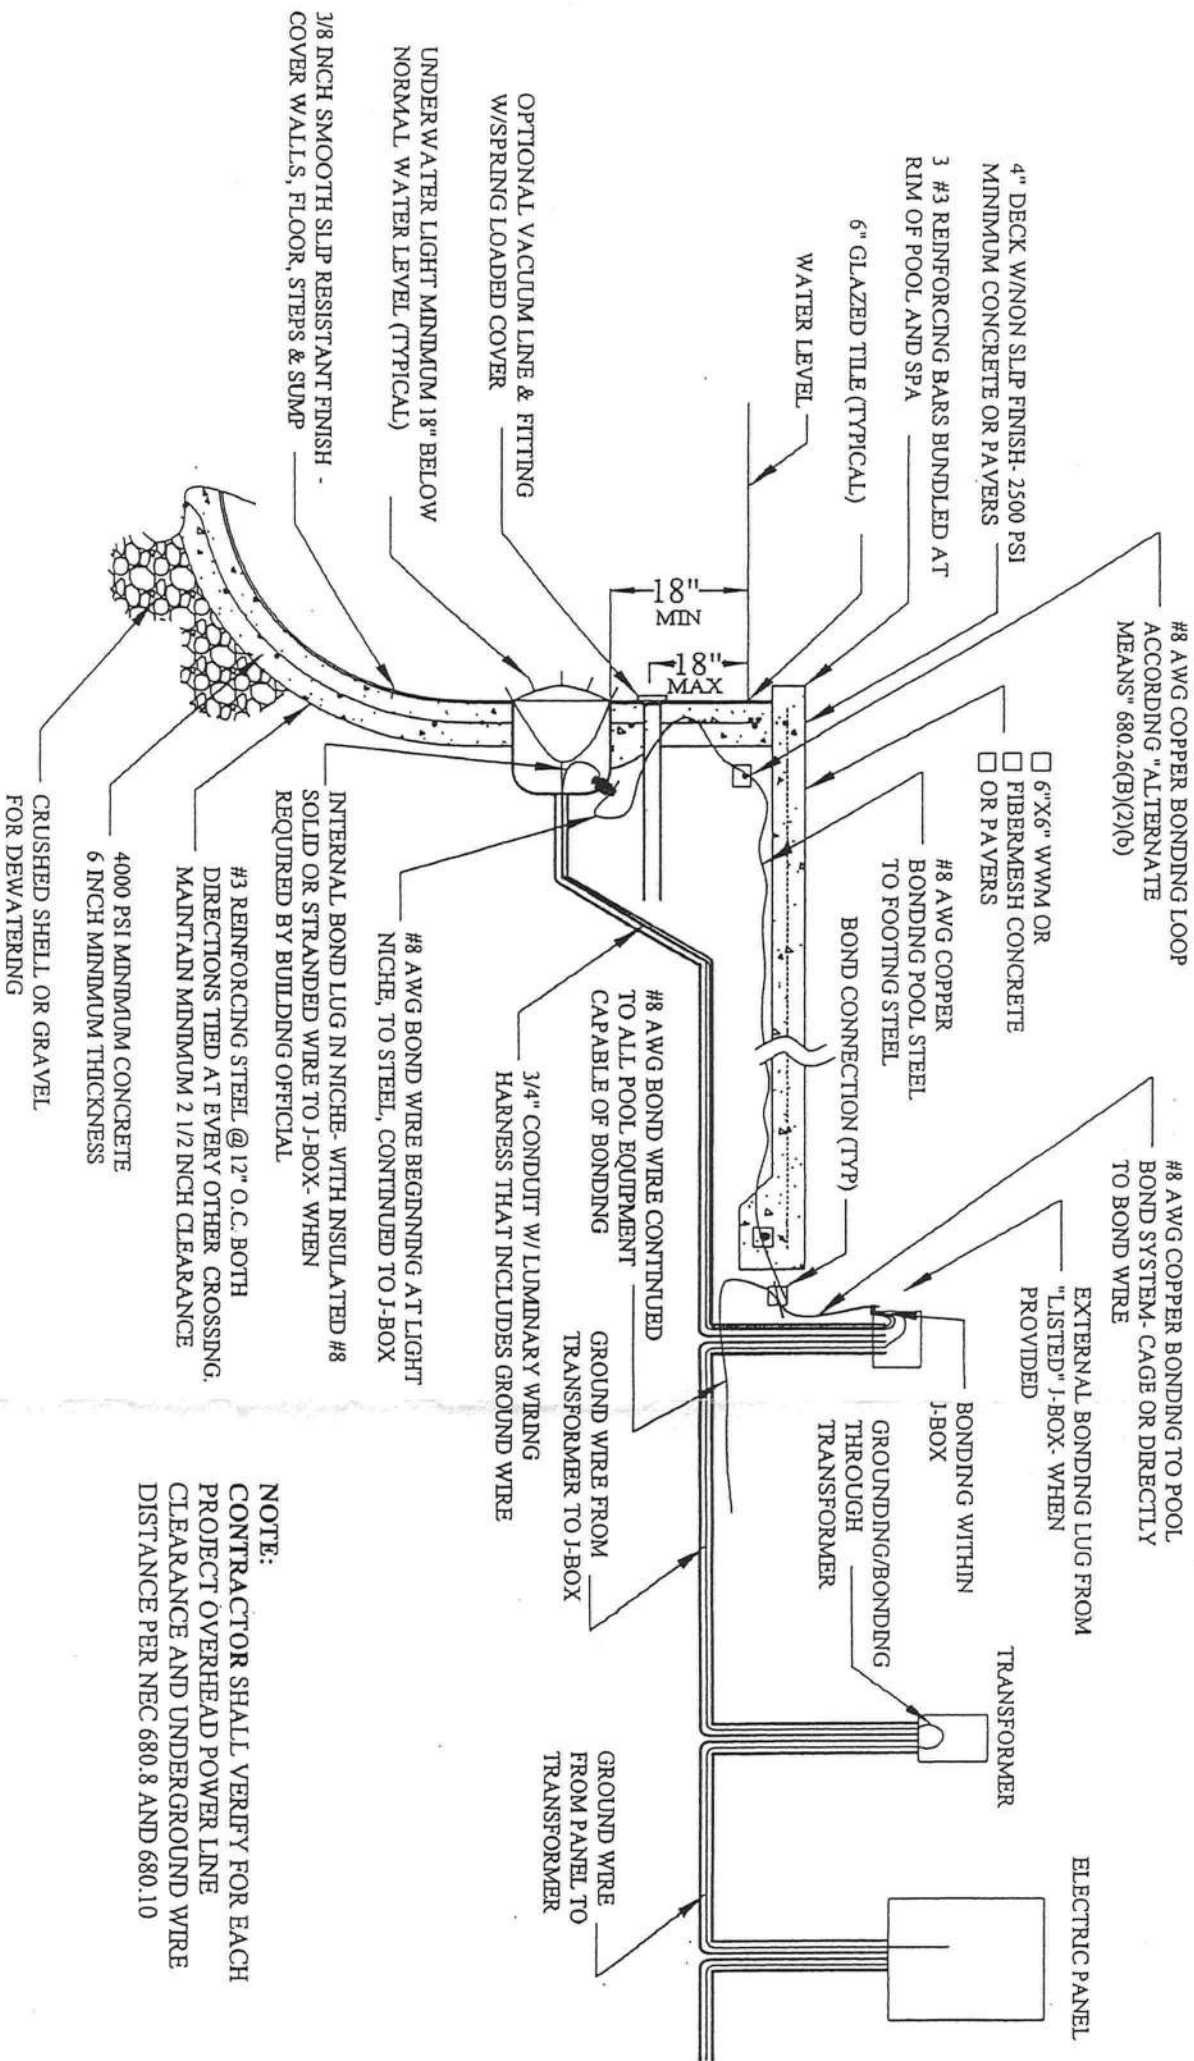 #8 AWG COPPER BONDING LOOP
ACCORDING "ALTERNATE
MEANS" 680.26(B)(2)(b)
4" DECK W/NON SLIP FINISH- 2500 PSI
MINIMUM CONCRETE OR PAVERS
3 #3 REINFORCING BARS BUNDLED AT
RIM OF POOL AND SPA
6" GLAZED TILE (TYPICAL)
WATER LEVEL
OPTIONAL VACUUM LINE & FITTING
W/SPRING LOADED COVER
UNDERWATER LIGHT MINIMUM 18" BELOW
NORMAL WATER LEVEL (TYPICAL)
3/8 INCH SMOOTH SLIP RESISTANT FINISH -
COVER WALLS, FLOOR, STEPS & SUMP
18"
MIN
18"
MAX
6"X6" WWM OR
FIBERMESH CONCRETE
OR PAVERS
#8 AWG COPPER
BONDING POOL STEEL
TO FOOTING STEEL
BOND CONNECTION (TYP)
#8 AWG COPPER BONDING TO POOL
BOND SYSTEM- CAGE OR DIRECTLY
TO BOND WIRE
EXTERNAL BONDING LUG FROM
"LISTED" J-BOX- WHEN
PROVIDED
BONDING WITHIN
J-BOX
GROUNDING/BONDING
THROUGH
TRANSFORMER
TRANSFORMER
ELECTRIC PANEL
#8 AWG BOND WIRE CONTINUED
TO ALL POOL EQUIPMENT
CAPABLE OF BONDING
GROUND WIRE FROM
TRANSFORMER TO J-BOX
GROUND WIRE
FROM PANEL TO
TRANSFORMER
3/4" CONDUIT W/ LUMINARY WIRING
HARNESS THAT INCLUDES GROUND WIRE
#8 AWG BOND WIRE BEGINNING AT LIGHT
NICHE, TO STEEL, CONTINUED TO J-BOX
INTERNAL BOND LUG IN NICHE- WITH INSULATED #8
SOLID OR STRANDED WIRE TO J-BOX- WHEN
REQUIRED BY BUILDING OFFICIAL
#3 REINFORCING STEEL @ 12" O.C. BOTH
DIRECTIONS TIED AT EVERY OTHER CROSSING.
MAINTAIN MINIMUM 2 1/2 INCH CLEARANCE
4000 PSI MINIMUM CONCRETE
6 INCH MINIMUM THICKNESS
CRUSHED SHELL OR GRAVEL
FOR DEWATERING
NOTE:
CONTRACTOR SHALL VERIFY FOR EACH
PROJECT OVERHEAD POWER LINE
CLEARANCE AND UNDERGROUND WIRE
DISTANCE PER NEC 680.8 AND 680.10